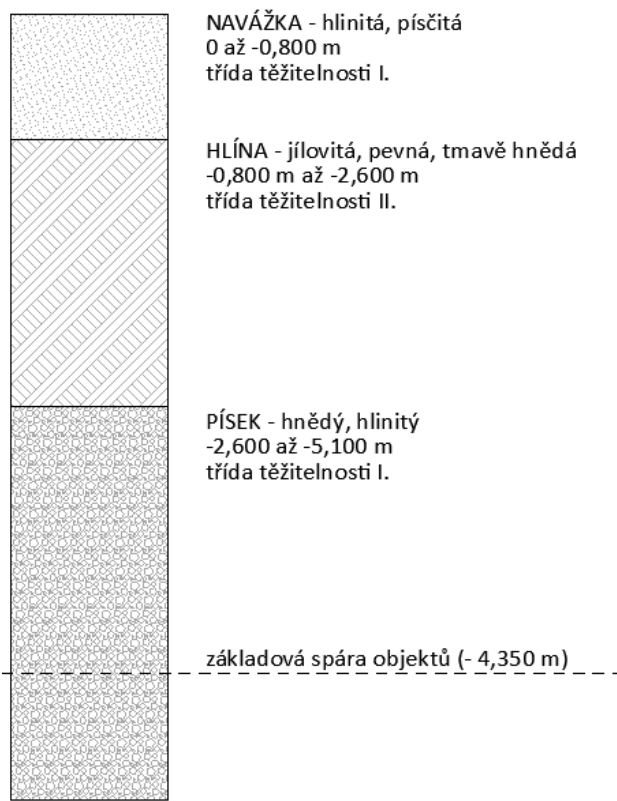 NAVÁŽKA - hlinitá, písčitá
0 až -0,800 m
třída těžitelnosti I.
HLÍNA - jílovitá, pevná, tmavě hnědá
-0,800 m až -2,600 m
třída těžitelnosti II.
PÍSEK - hnědý, hlinitý
-2,600 až -5,100 m
třída těžitelnosti I.
základová spára objektů (- 4,350 m)